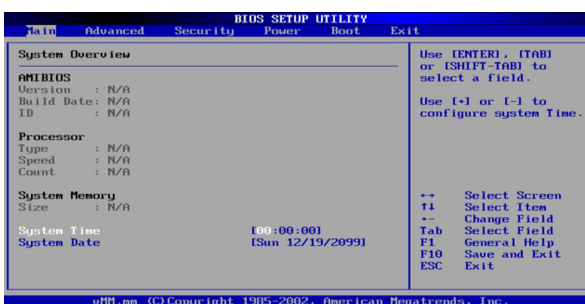 BIOS SETUP UTILITY
Main Advanced Security Power Boot Exit
System Overview
AMIBIOS
Version : N/A
Build Date: N/A
ID : N/A
Processor
Type : N/A
Speed : N/A
Count : N/A
System Memory
Size : N/A
System Time [00:00:00]
System Date [Sun 12/19/2099]
Use [ENTER], [TAB]
or [SHIFT-TAB] to
select a field.
Use [+] or [-] to
configure system Time.
↔ Select Screen
↑↓ Select Item
+- Change Field
Tab Select Field
F1 General Help
F10 Save and Exit
ESC Exit
vMM.mm (C)Copyright 1985-2002, American Megatrends, Inc.